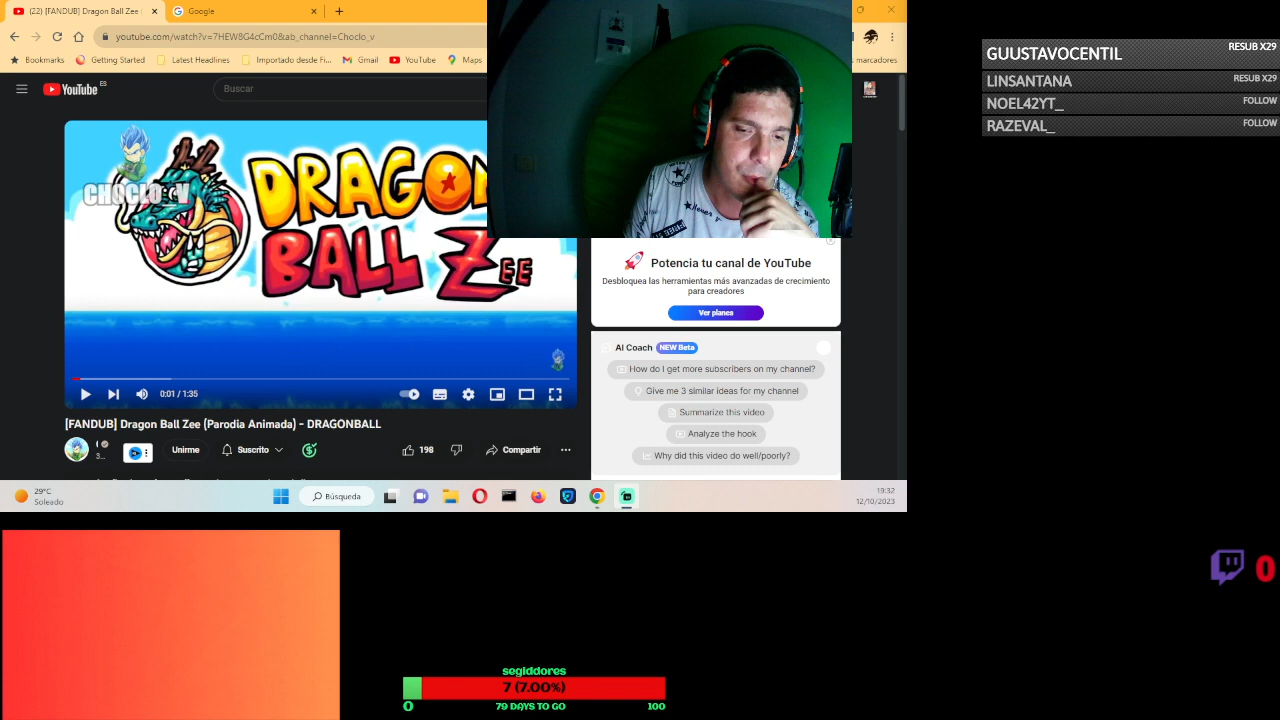 (22) [FANDUB] Dragon Ball Zee
Google
youtube.com/watch?v=7HEW8G4cCm0&ab_channel=Choclo_v
Bookmarks
Getting Started
Latest Headlines
Importado desde Fi...
Gmail
YouTube
Maps
marcadores
YouTube ES
Buscar
CHOCLO_V
DRAGON
BALL Zee
0:01 / 1:35
[FANDUB] Dragon Ball Zee (Parodia Animada) - DRAGONBALL
3...
Unirme
Suscrito
198
Compartir
Potencia tu canal de YouTube
Desbloquea las herramientas más avanzadas de crecimiento
para creadores
Ver planes
AI Coach NEW Beta
How do I get more subscribers on my channel?
Give me 3 similar ideas for my channel
Summarize this video
Analyze the hook
Why did this video do well/poorly?
29°C
Soleado
Búsqueda
19:32
12/10/2023
GUUSTAVOCENTIL RESUB X29
LINSANTANA RESUB X29
NOEL42YT_ FOLLOW
RAZEVAL_ FOLLOW
0
segiddores
7 (7.00%)
0 79 DAYS TO GO 100